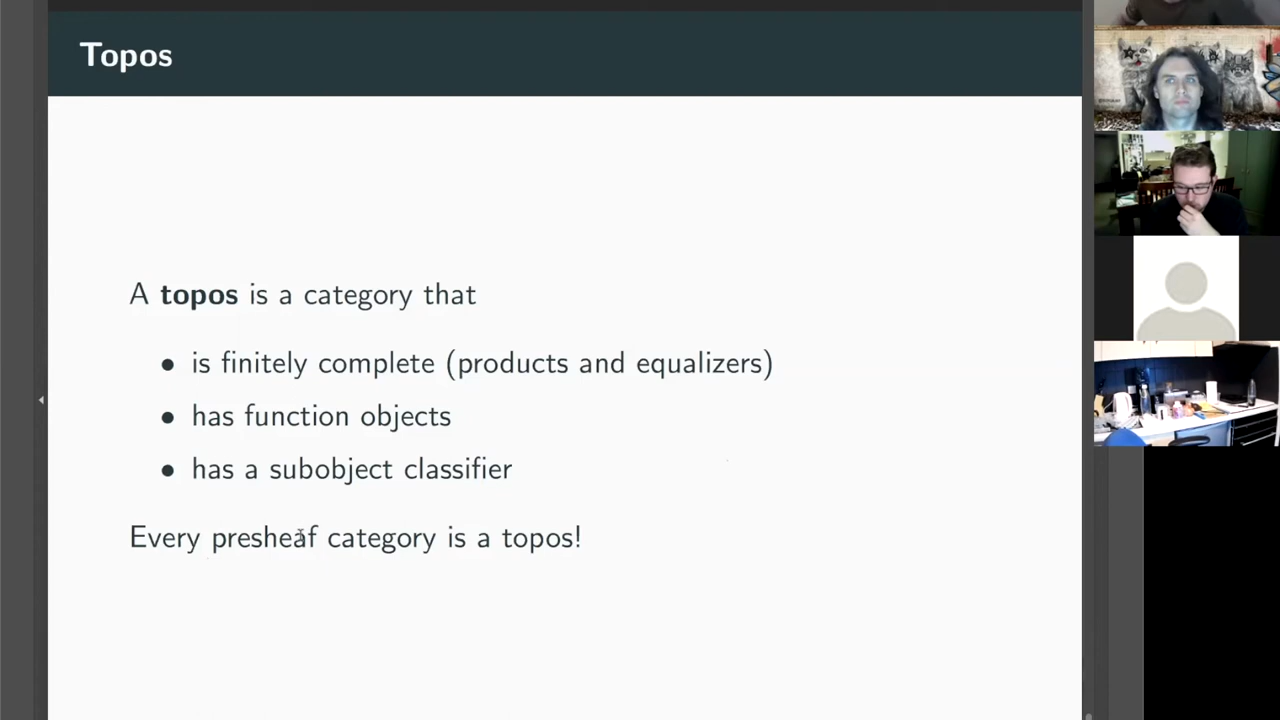 Topos
A topos is a category that
• is finitely complete (products and equalizers)
• has function objects
• has a subobject classifier
Every presheaf category is a topos!